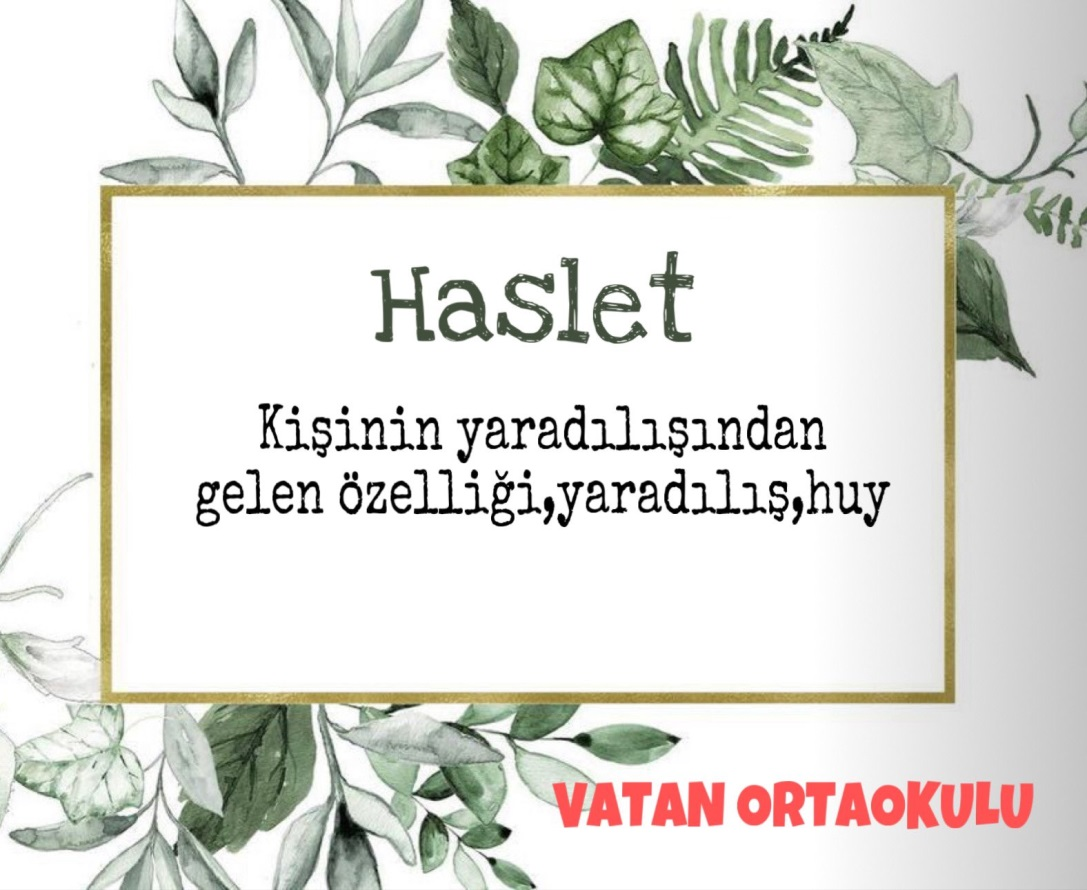 Haslet
Kişinin yaradılışından
gelen özelliği,yaradılış,huy
VATAN ORTAOKULU